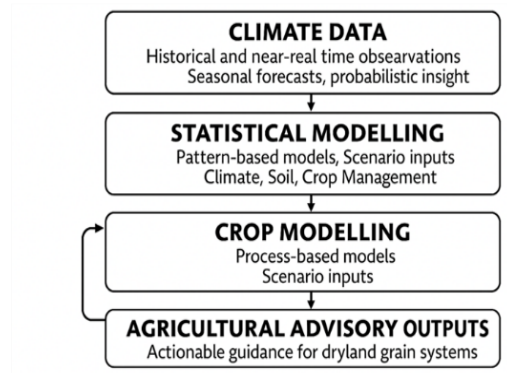 CLIMATE DATA
Historical and near-real time obsearvations
Seasonal forecasts, probabilistic insight
STATISTICAL MODELLING
Pattern-based models, Scenario inputs
Climate, Soil, Crop Management
CROP MODELLING
Process-based models
Scenario inputs
AGRICULTURAL ADVISORY OUTPUTS
Actionable guidance for dryland grain systems